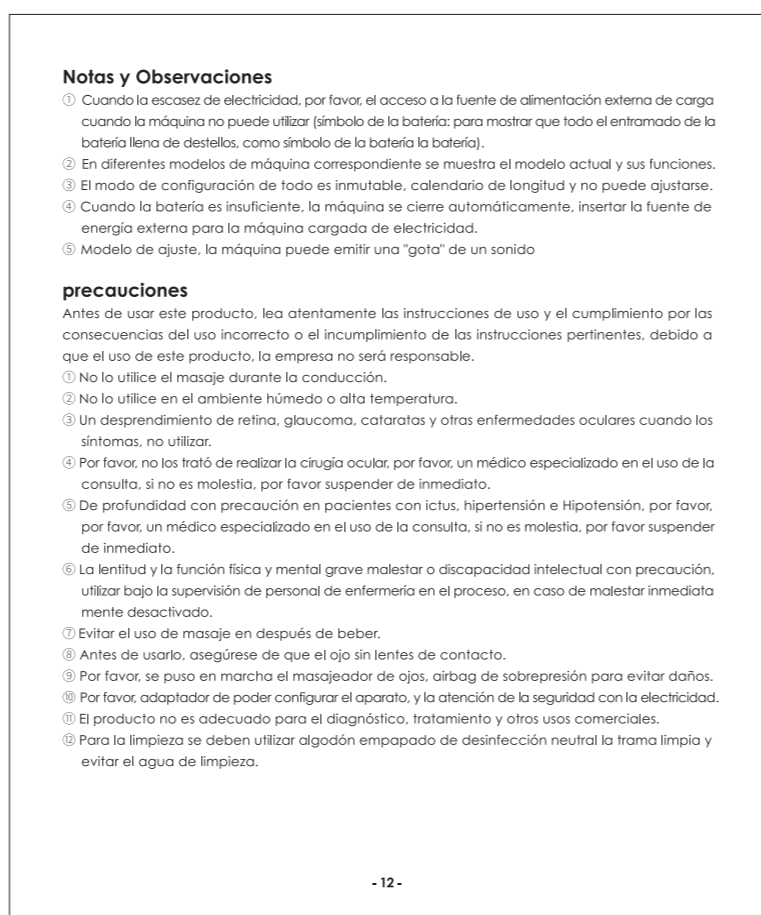 Notas y Observaciones
① Cuando la escasez de electricidad, por favor, el acceso a la fuente de alimentación externa de carga
cuando la máquina no puede utilizar (símbolo de la batería: para mostrar que todo el entramado de la
batería llena de destellos, como símbolo de la batería la batería).
② En diferentes modelos de máquina correspondiente se muestra el modelo actual y sus funciones.
③ El modo de configuración de todo es inmutable, calendario de longitud y no puede ajustarse.
④ Cuando la batería es insuficiente, la máquina se cierre automáticamente, insertar la fuente de
energía externa para la máquina cargada de electricidad.
⑤ Modelo de ajuste, la máquina puede emitir una "gota" de un sonido
precauciones
Antes de usar este producto, lea atentamente las instrucciones de uso y el cumplimiento por las
consecuencias del uso incorrecto o el incumplimiento de las instrucciones pertinentes, debido a
que el uso de este producto, la empresa no será responsable.
① No lo utilice el masaje durante la conducción.
② No lo utilice en el ambiente húmedo o alta temperatura.
③ Un desprendimiento de retina, glaucoma, cataratas y otras enfermedades oculares cuando los
síntomas, no utilizar.
④ Por favor, no los trató de realizar la cirugía ocular, por favor, un médico especializado en el uso de la
consulta, si no es molestia, por favor suspender de inmediato.
⑤ De profundidad con precaución en pacientes con ictus, hipertensión e Hipotensión, por favor,
por favor, un médico especializado en el uso de la consulta, si no es molestia, por favor suspender
de inmediato.
⑥ La lentitud y la función física y mental grave malestar o discapacidad intelectual con precaución,
utilizar bajo la supervisión de personal de enfermería en el proceso, en caso de malestar inmediata
mente desactivado.
⑦ Evitar el uso de masaje en después de beber.
⑧ Antes de usarlo, asegúrese de que el ojo sin lentes de contacto.
⑨ Por favor, se puso en marcha el masajeador de ojos, airbag de sobrepresión para evitar daños.
⑩ Por favor, adaptador de poder configurar el aparato, y la atención de la seguridad con la electricidad.
⑪ El producto no es adecuado para el diagnóstico, tratamiento y otros usos comerciales.
⑫ Para la limpieza se deben utilizar algodón empapado de desinfección neutral la trama limpia y
evitar el agua de limpieza.
- 12 -